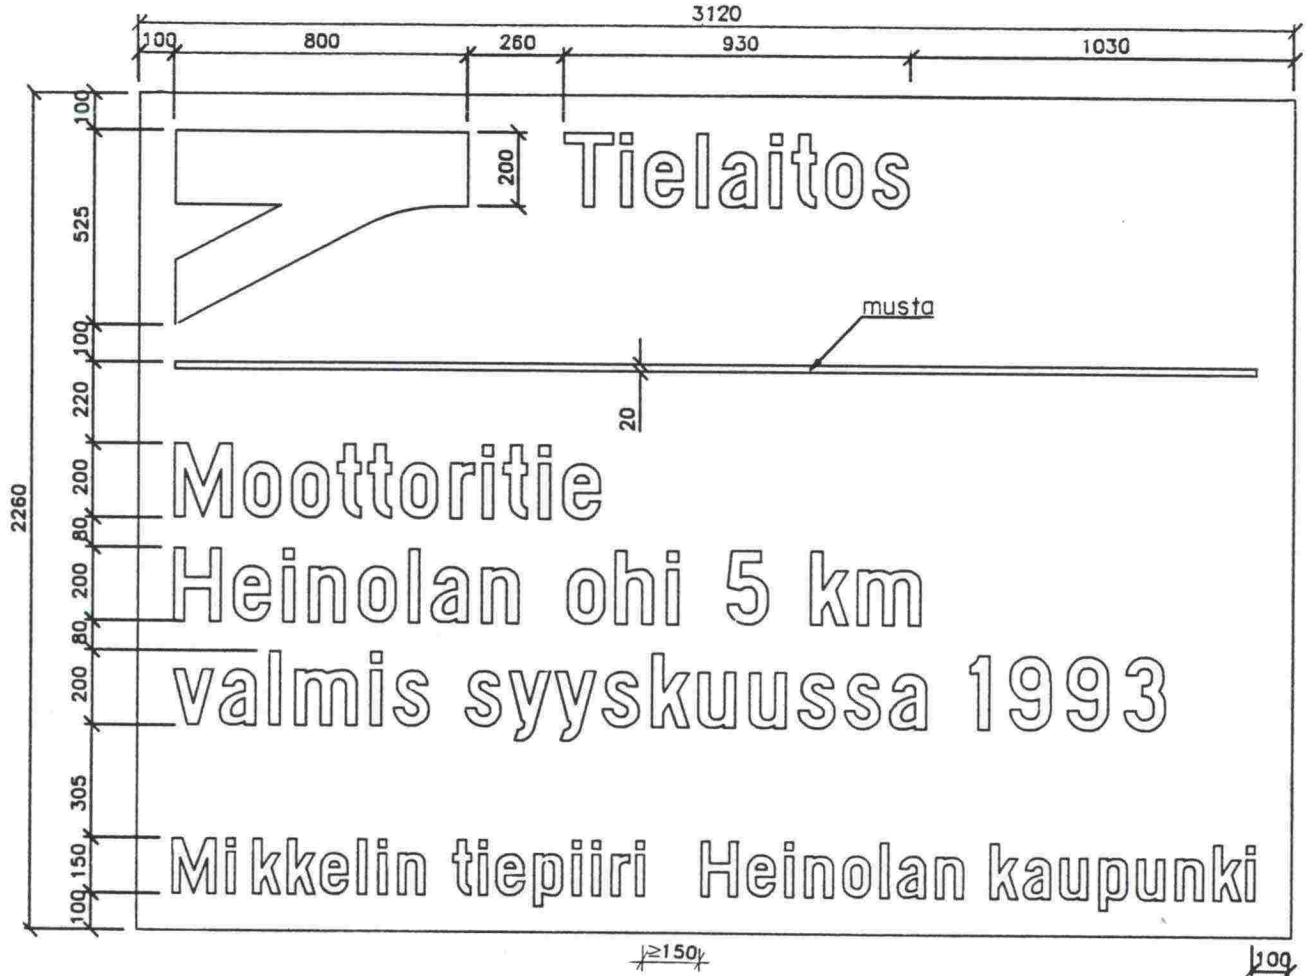 3120
100 800 260 930 1030
100
200
Tielaitos
525
musta
100
20
220
2260
200
Moottoritie
80
200
Heinolan ohi 5 km
80
200
valmis syyskuussa 1993
305
150
Mikkelin tiepiiri Heinolan kaupunki
100
≥150
100